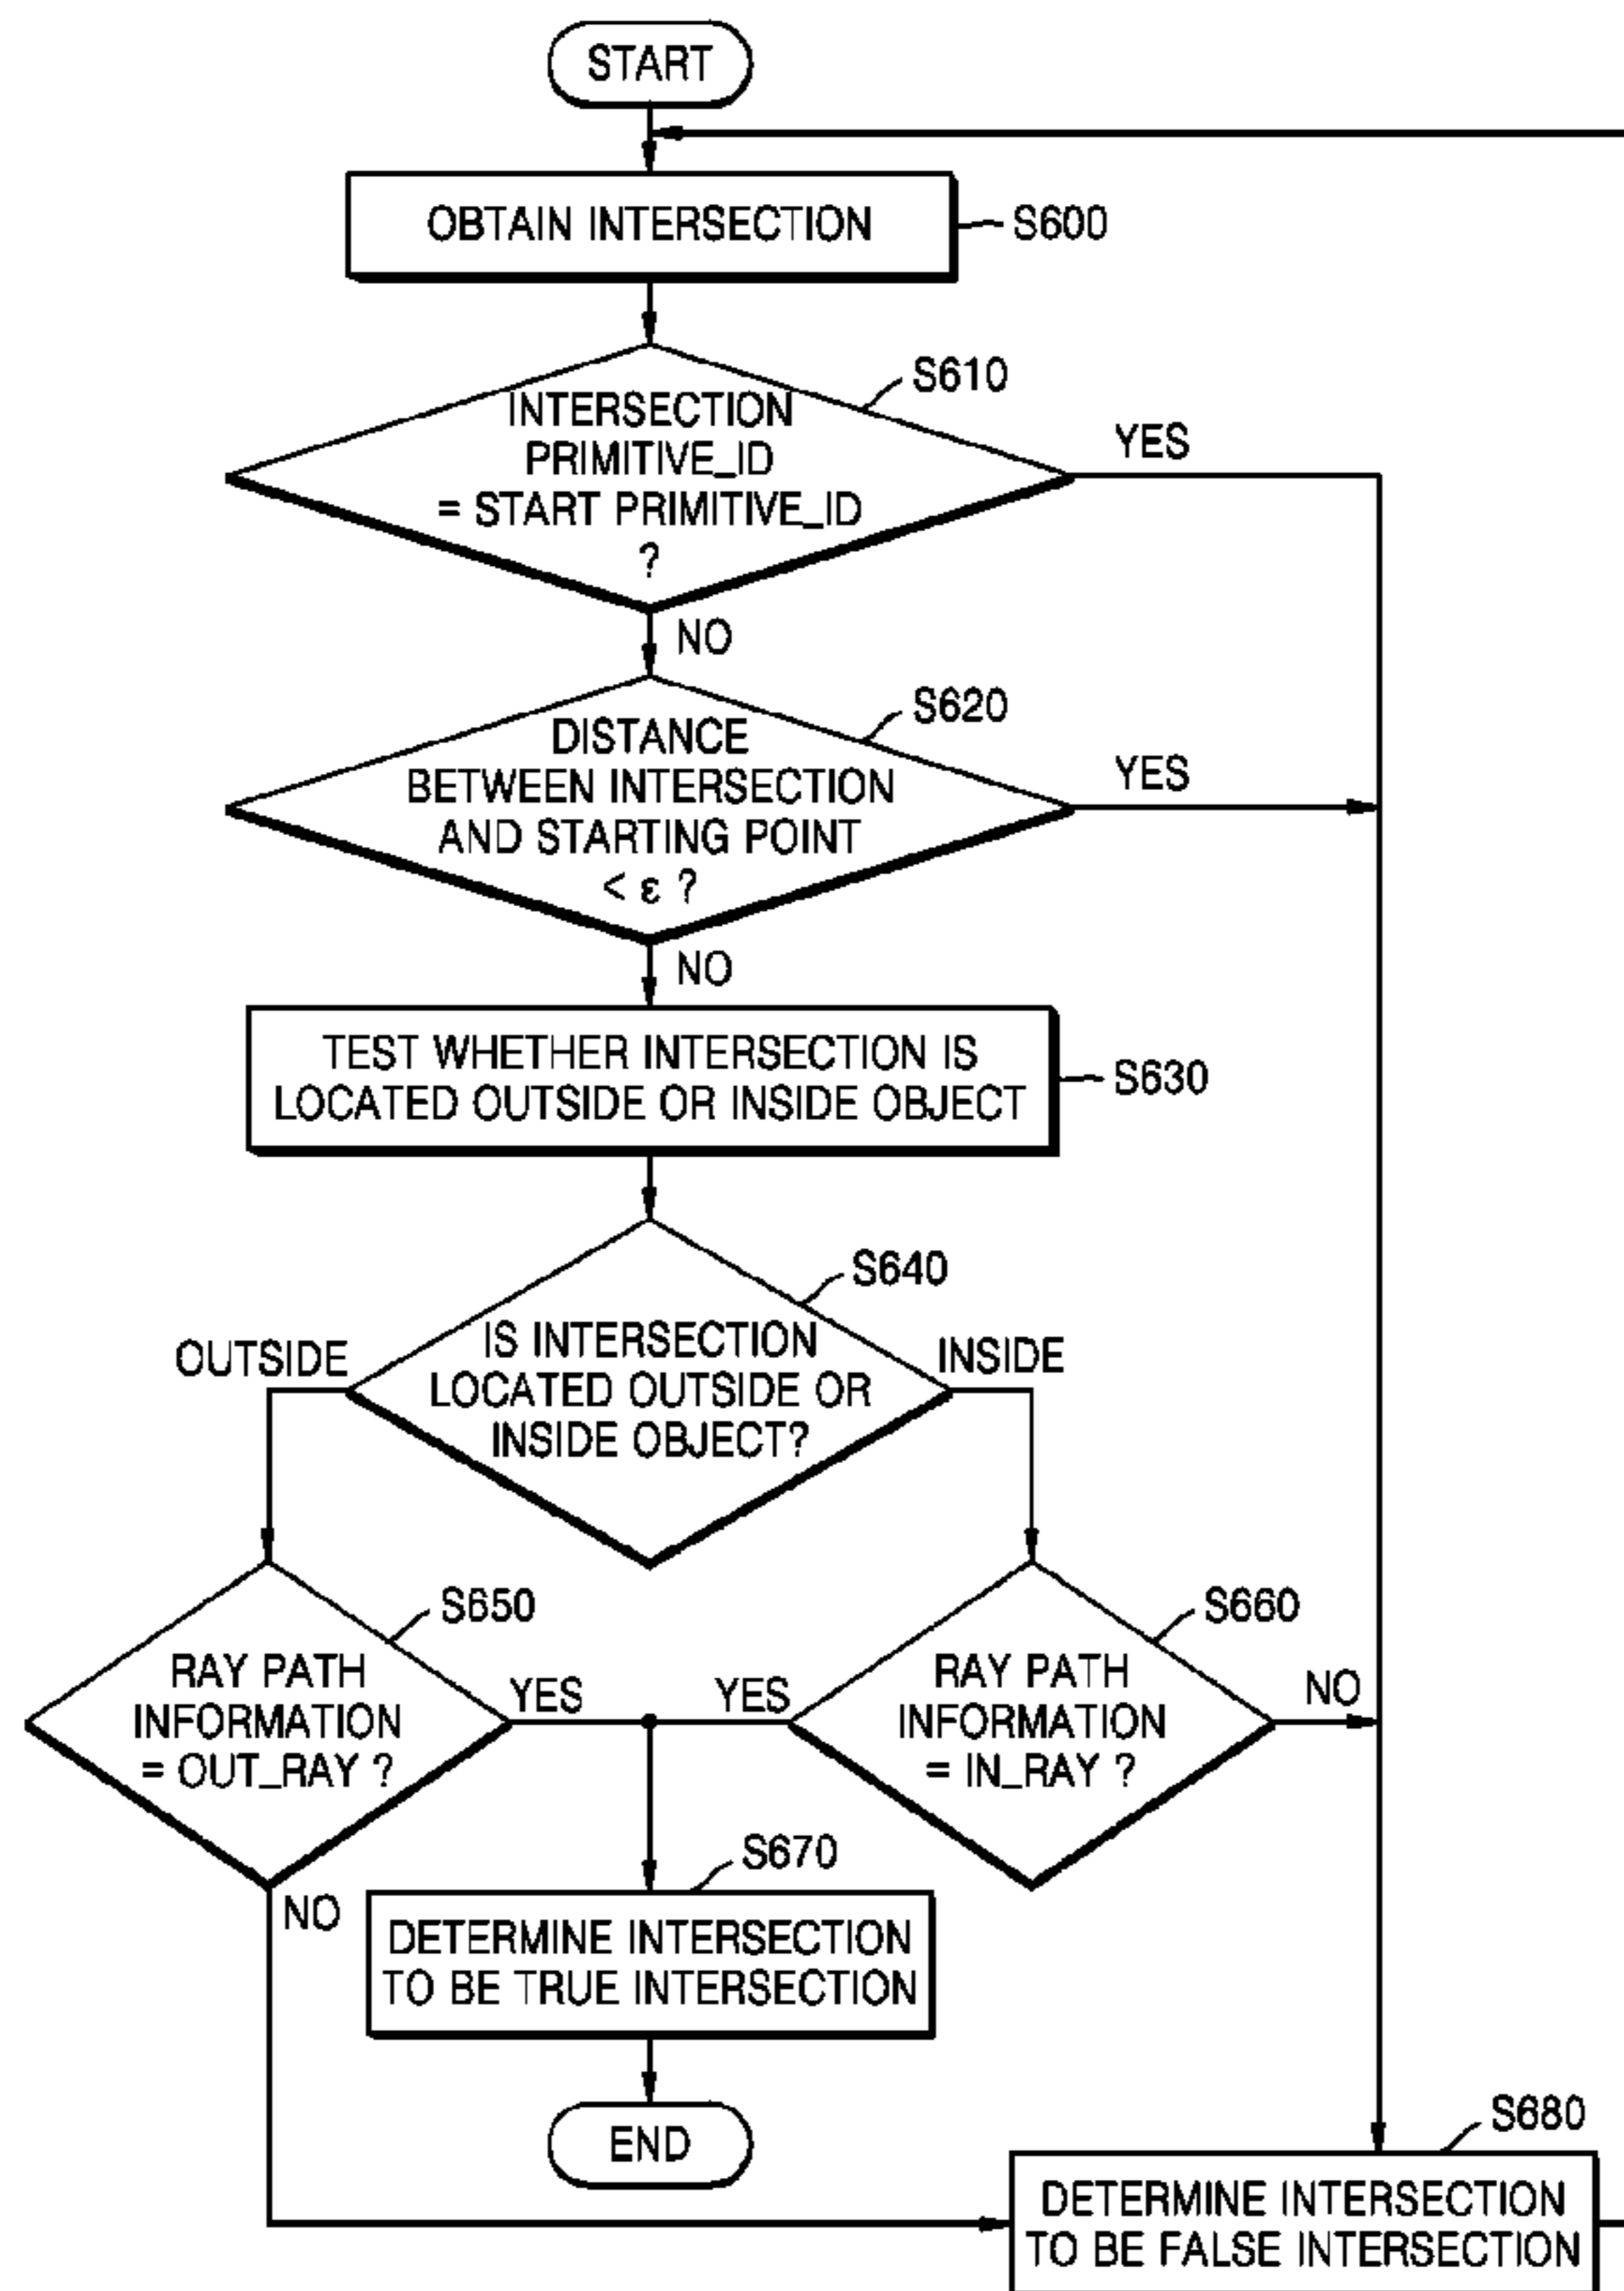 START
OBTAIN INTERSECTION
S600
S610
INTERSECTION
PRIMITIVE_ID
= START PRIMITIVE_ID
?
YES
NO
S620
DISTANCE
BETWEEN INTERSECTION
AND STARTING POINT
< ε ?
YES
NO
TEST WHETHER INTERSECTION IS
LOCATED OUTSIDE OR INSIDE OBJECT
S630
S640
OUTSIDE
IS INTERSECTION
LOCATED OUTSIDE OR
INSIDE OBJECT?
INSIDE
S650
RAY PATH
INFORMATION
= OUT_RAY ?
YES
NO
S660
YES
RAY PATH
INFORMATION
= IN_RAY ?
NO
S670
DETERMINE INTERSECTION
TO BE TRUE INTERSECTION
END
S680
DETERMINE INTERSECTION
TO BE FALSE INTERSECTION